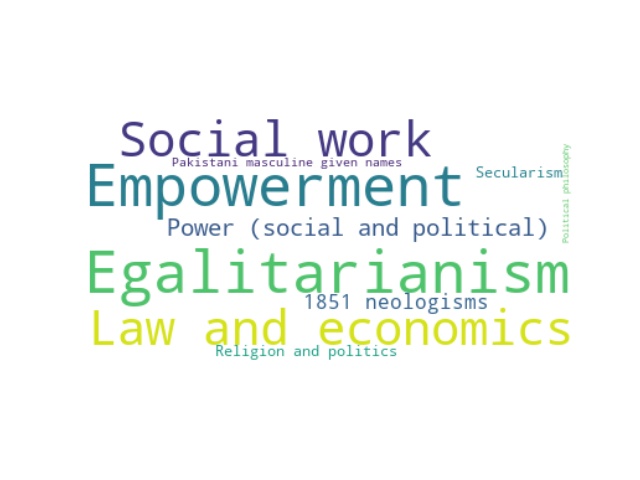 Social work
Pakistani masculine given names
Empowerment
Secularism
Political philosophy
Power (social and political)
Egalitarianism
1851 neologisms
Law and economics
Religion and politics